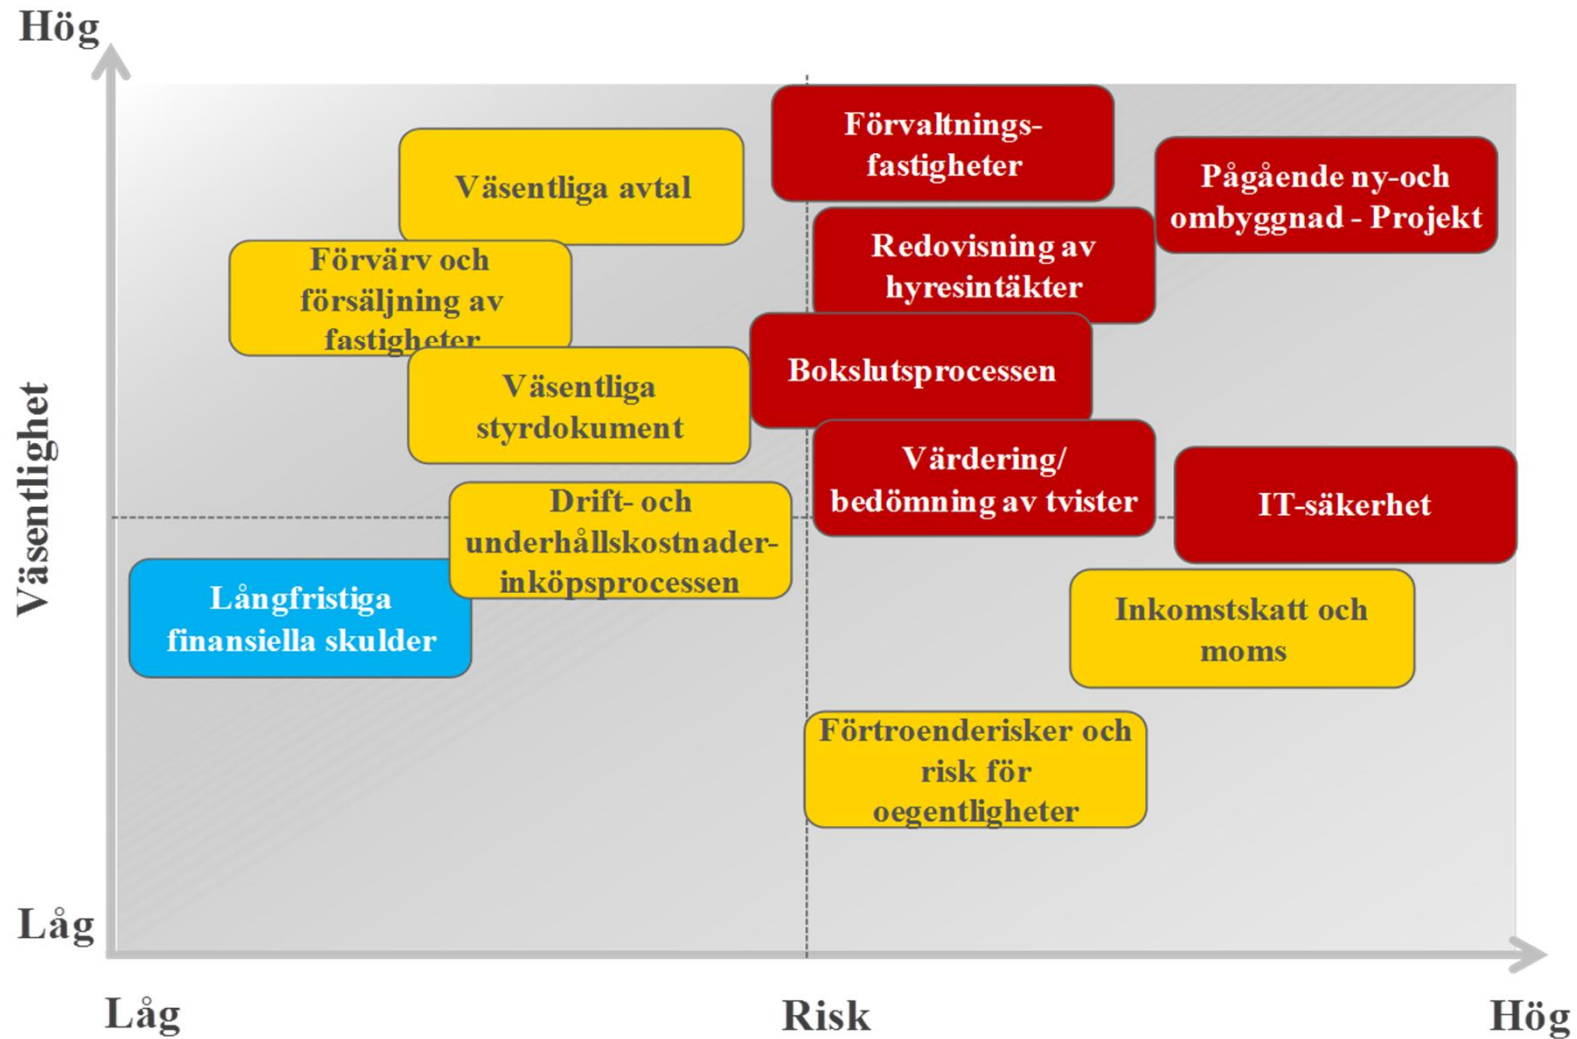 Hög
Förvaltnings-
fastigheter
Väsentliga avtal
Pågående ny-och
ombyggnad - Projekt
Förvärv och
försäljning av
fastigheter
Redovisning av
hyresintäkter
Väsentliga
styrdokument
Bokslutsprocessen
Värdering/
bedömning av tvister
IT-säkerhet
Väsentlighet
Drift- och
underhållskostnader-
inköpsprocessen
Långfristiga
finansiella skulder
Inkomstskatt och
moms
Förtroenderisker och
risk för
oegentligheter
Låg
Låg
Risk
Hög